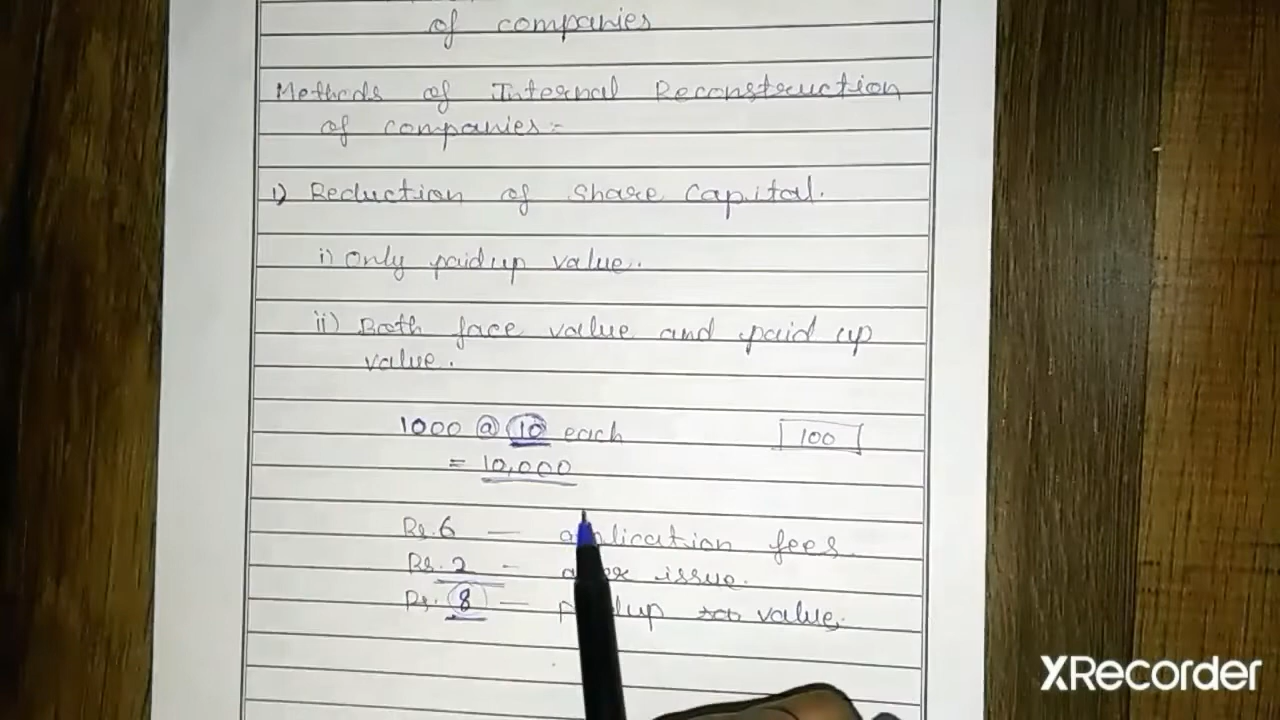 of companies
Methods of Internal Reconstruction
of companies:-
1) Reduction of Share Capital.
i) Only paid up value.
ii) Both face value and paid up
value.
1000 @ 10 each
100
= 10,000
Rs. 6 — application fees.
Rs. 2 - issue.
Rs. 8 — value.
XRecorder